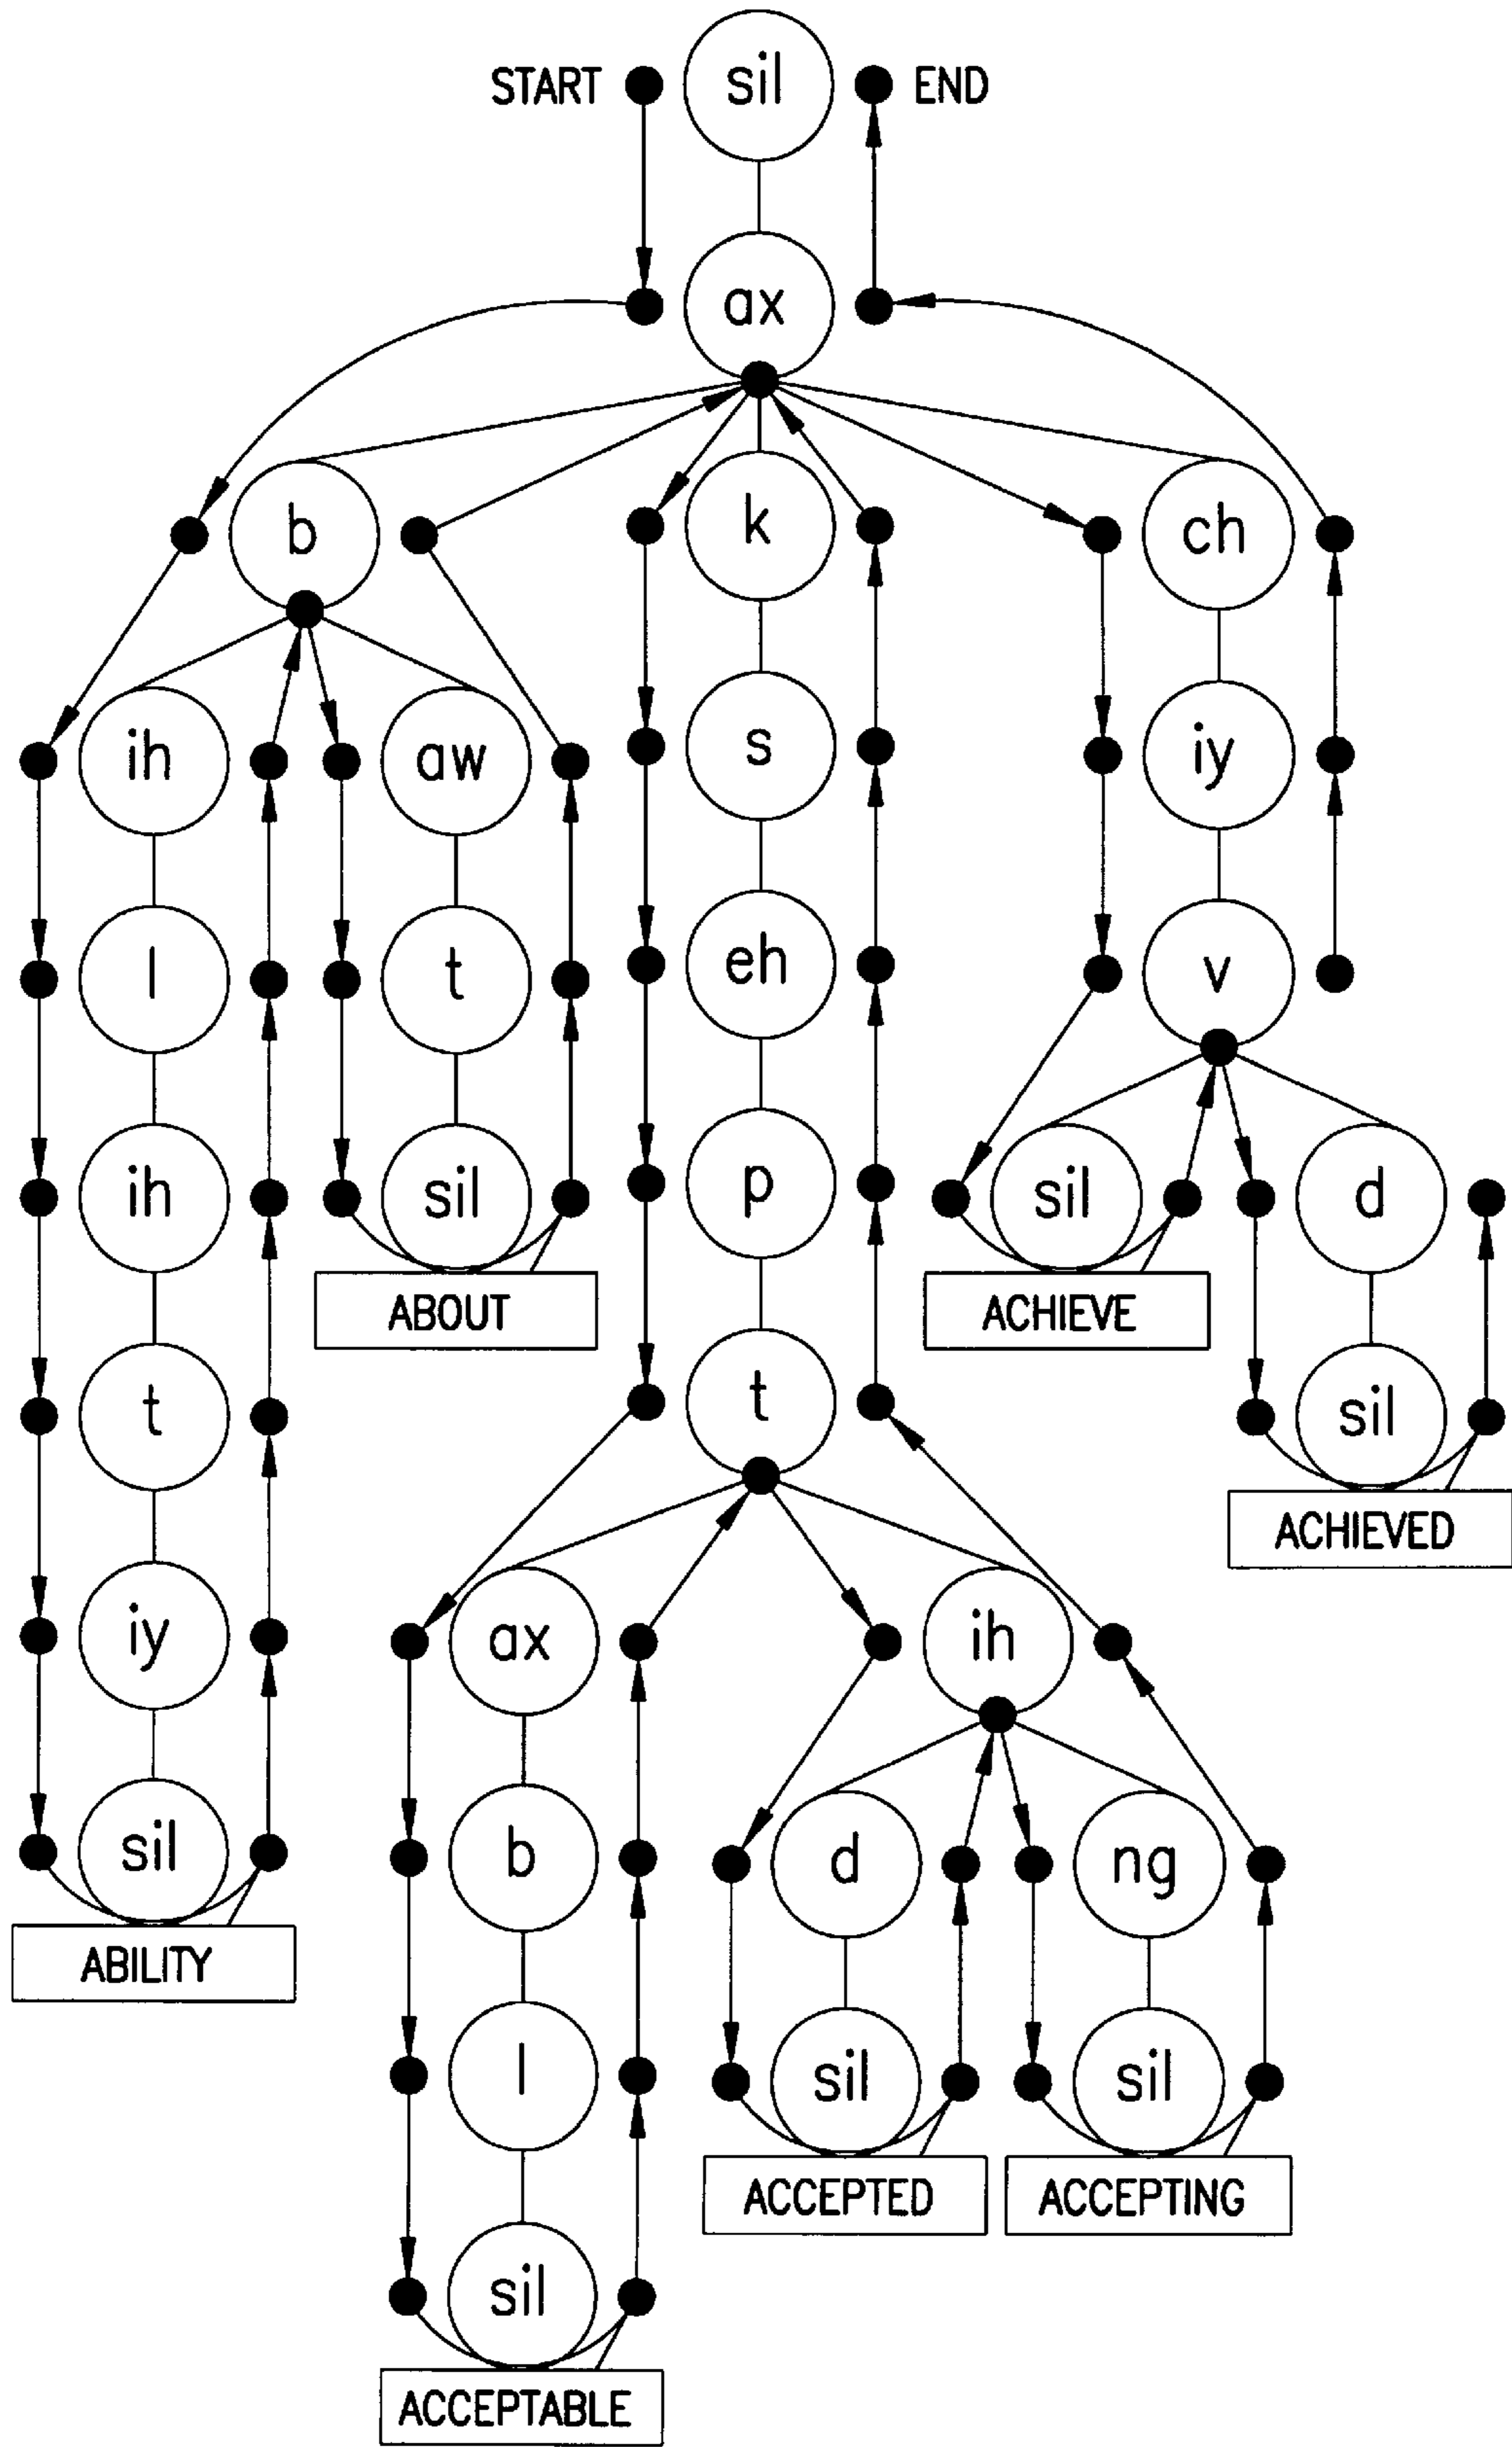 START sil END
ax
b k ch
ih aw s iy
l t eh v
ih sil p sil d
ABOUT ACHIEVE
t t sil
ACHIEVED
iy ax ih
sil b d ng
ABILITY
l sil sil
ACCEPTED ACCEPTING
sil
ACCEPTABLE